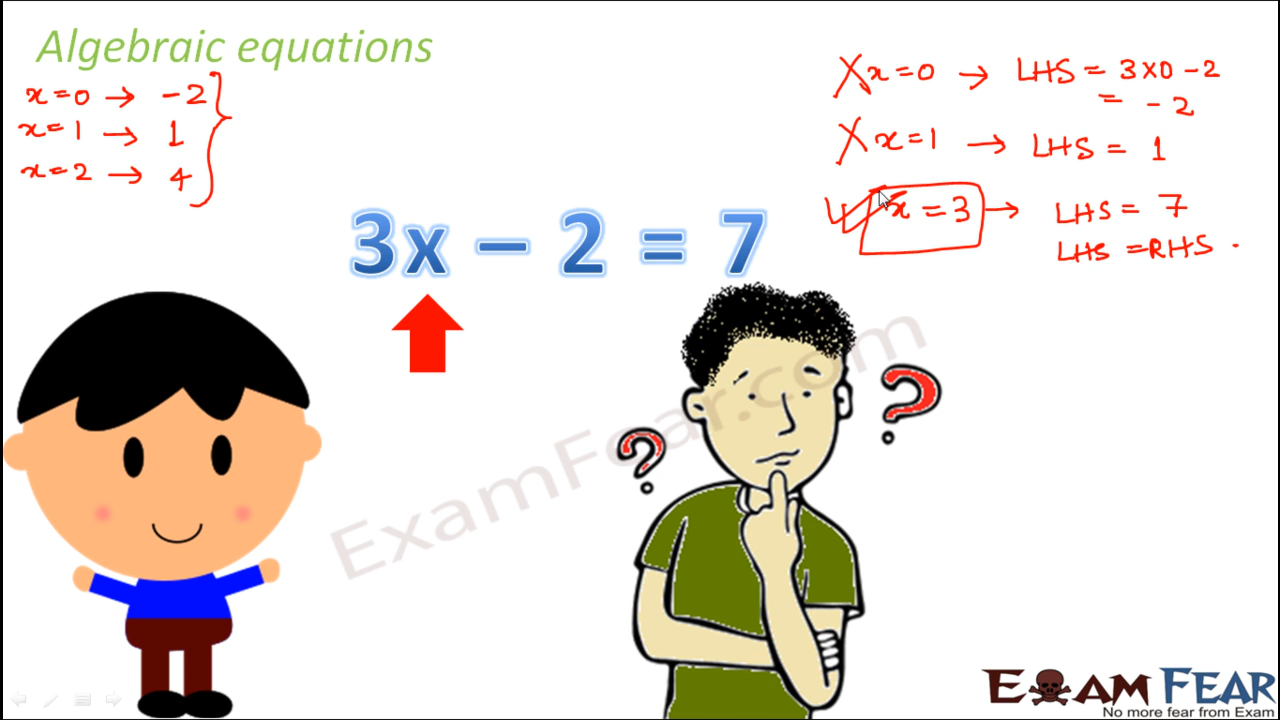 Algebraic equations
x=0 → -2
x=1 → 1
x=2 → 4
X x=0 → LHS = 3×0-2
= -2
X x=1 → LHS = 1
x=3 → LHS = 7
LHS =RHS.
3x – 2 = 7
? ?
ExamFear.com
EXAM FEAR
No more fear from Exam